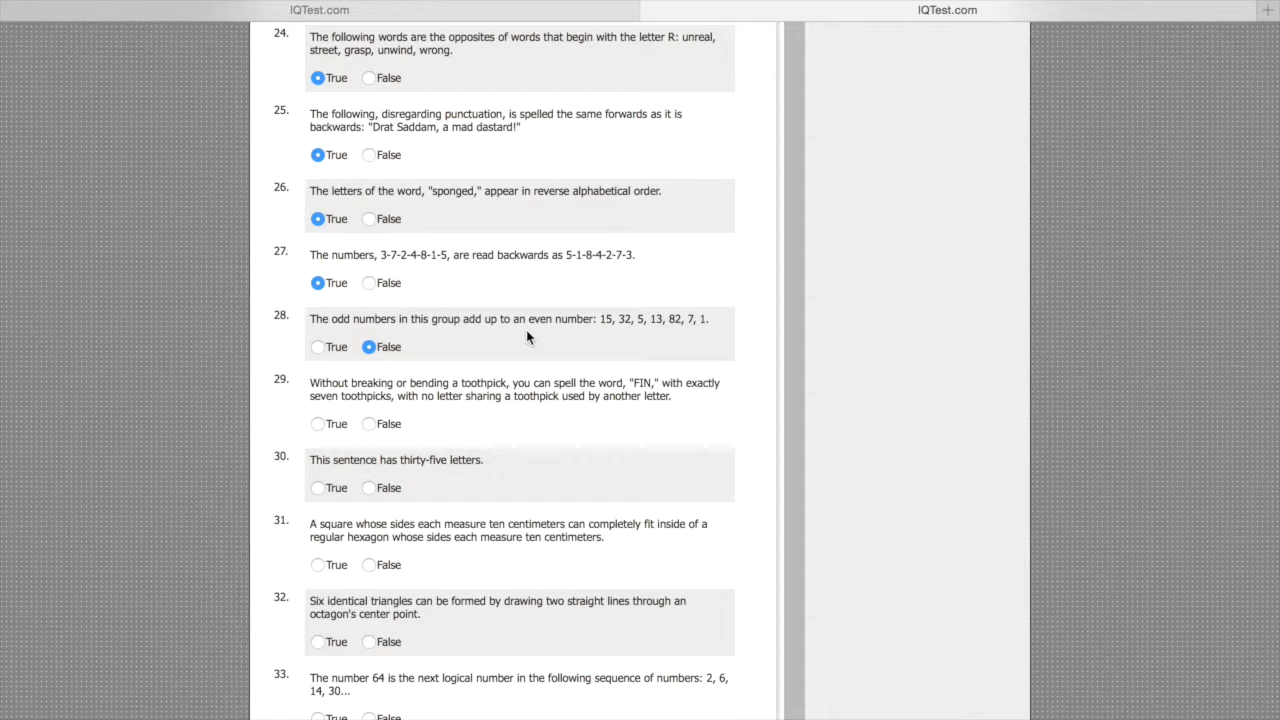 IQTest.com
IQTest.com
24. The following words are the opposites of words that begin with the letter R: unreal,
street, grasp, unwind, wrong.
True False
25. The following, disregarding punctuation, is spelled the same forwards as it is
backwards: "Drat Saddam, a mad dastard!"
True False
26. The letters of the word, "sponged," appear in reverse alphabetical order.
True False
27. The numbers, 3-7-2-4-8-1-5, are read backwards as 5-1-8-4-2-7-3.
True False
28. The odd numbers in this group add up to an even number: 15, 32, 5, 13, 82, 7, 1.
True False
29. Without breaking or bending a toothpick, you can spell the word, "FIN," with exactly
seven toothpicks, with no letter sharing a toothpick used by another letter.
True False
30. This sentence has thirty-five letters.
True False
31. A square whose sides each measure ten centimeters can completely fit inside of a
regular hexagon whose sides each measure ten centimeters.
True False
32. Six identical triangles can be formed by drawing two straight lines through an
octagon's center point.
True False
33. The number 64 is the next logical number in the following sequence of numbers: 2, 6,
14, 30...
True False